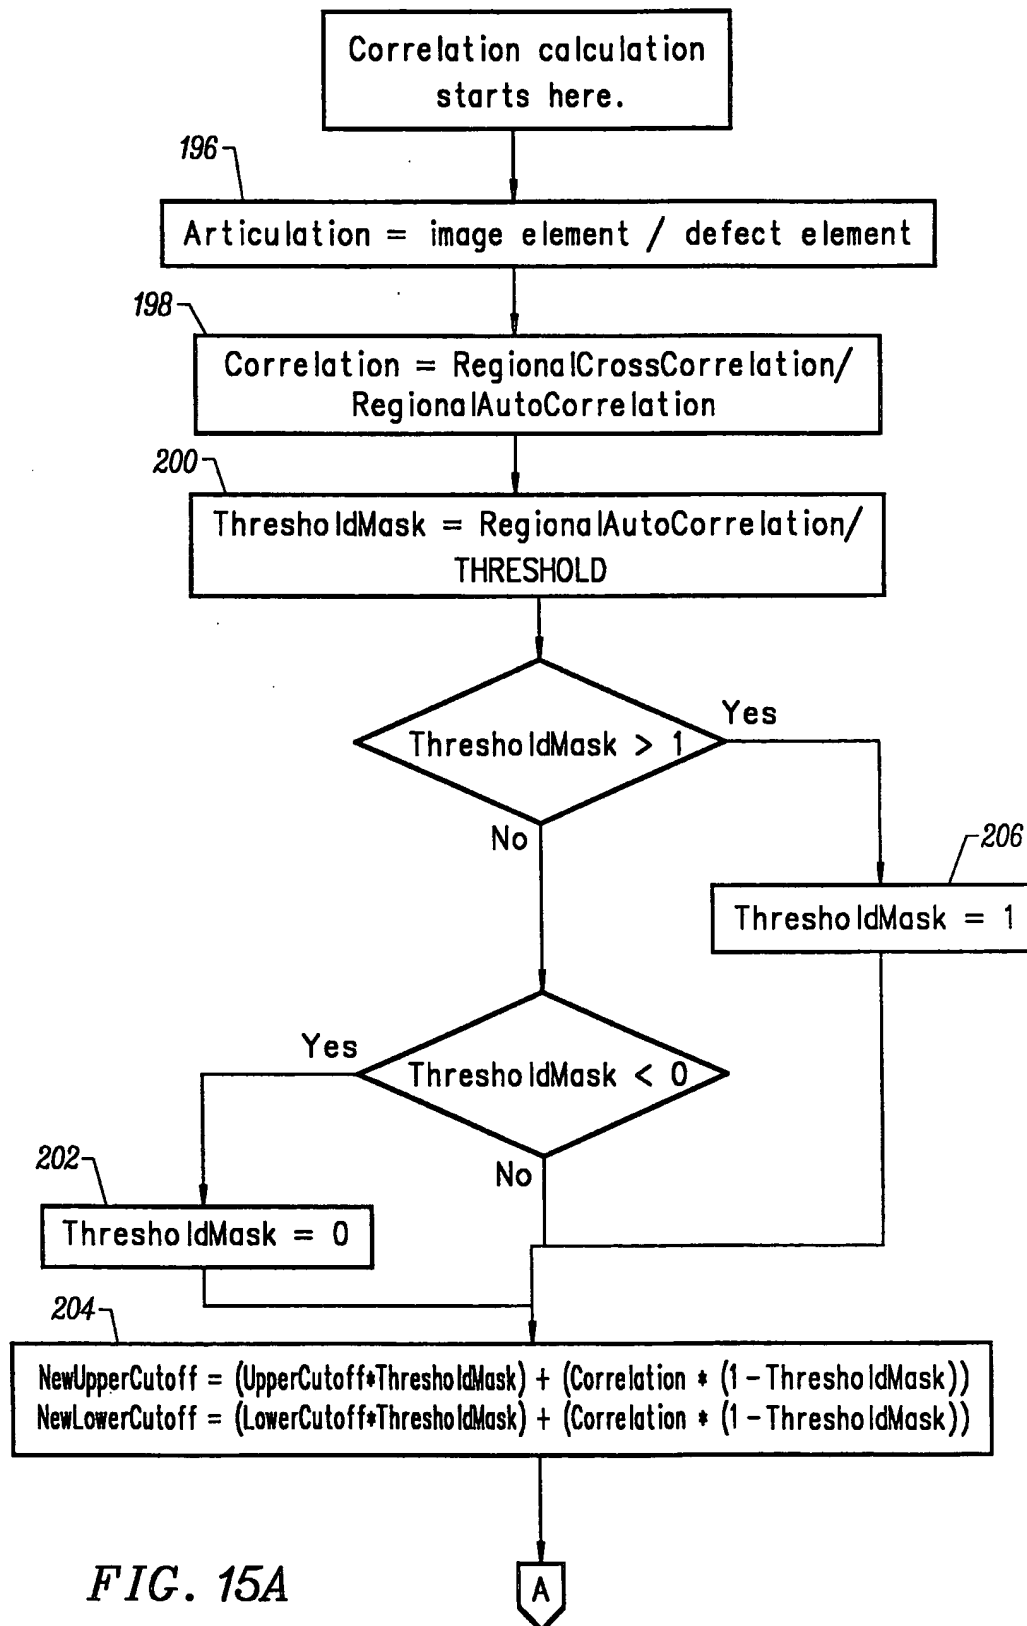 Correlation calculation
starts here.
196
Articulation = image element / defect element
198
Correlation = RegionalCrossCorrelation/
RegionalAutoCorrelation
200
ThresholdMask = RegionalAutoCorrelation/
THRESHOLD
ThresholdMask > 1
Yes
No
206
ThresholdMask = 1
ThresholdMask < 0
Yes
No
202
ThresholdMask = 0
204
NewUpperCutoff = (UpperCutoff*ThresholdMask) + (Correlation * (1-ThresholdMask))
NewLowerCutoff = (LowerCutoff*ThresholdMask) + (Correlation * (1-ThresholdMask))
A
FIG. 15A